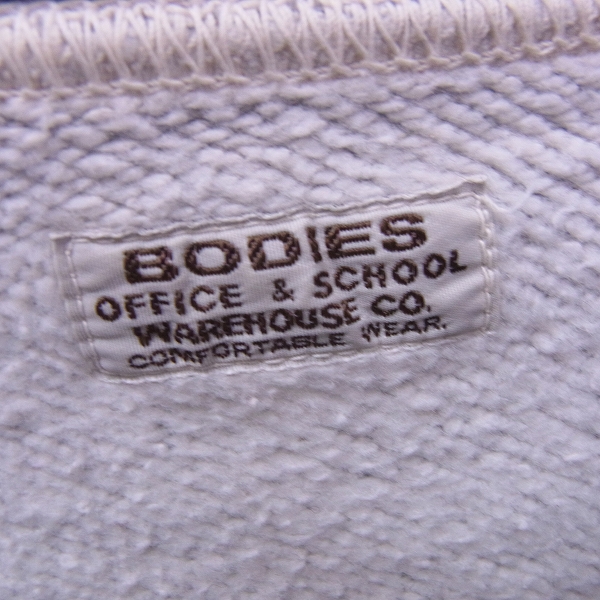 BODIES
OFFICE & SCHOOL
WAREHOUSE CO.
COMFORTABLE WEAR.